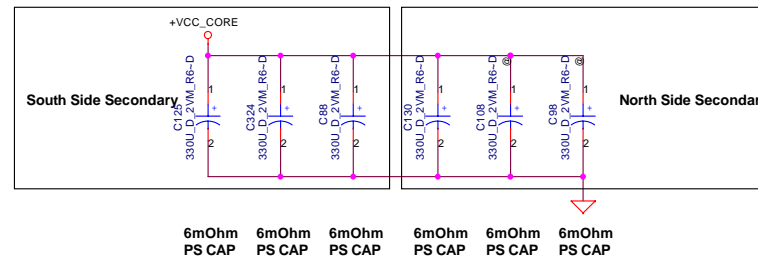 +VCC_CORE
South Side Secondary
North Side Secondar
C125
330U_D_2VM_R6~D
1
+
2
C324
330U_D_2VM_R6~D
1
+
2
C88
330U_D_2VM_R6~D
1
+
2
C130
330U_D_2VM_R6~D
1
+
2
C108
330U_D_2VM_R6~D
@
1
+
2
C98
330U_D_2VM_R6~D
@
1
+
2
6mOhm 6mOhm 6mOhm 6mOhm 6mOhm 6mOhm
PS CAP PS CAP PS CAP PS CAP PS CAP PS CAP